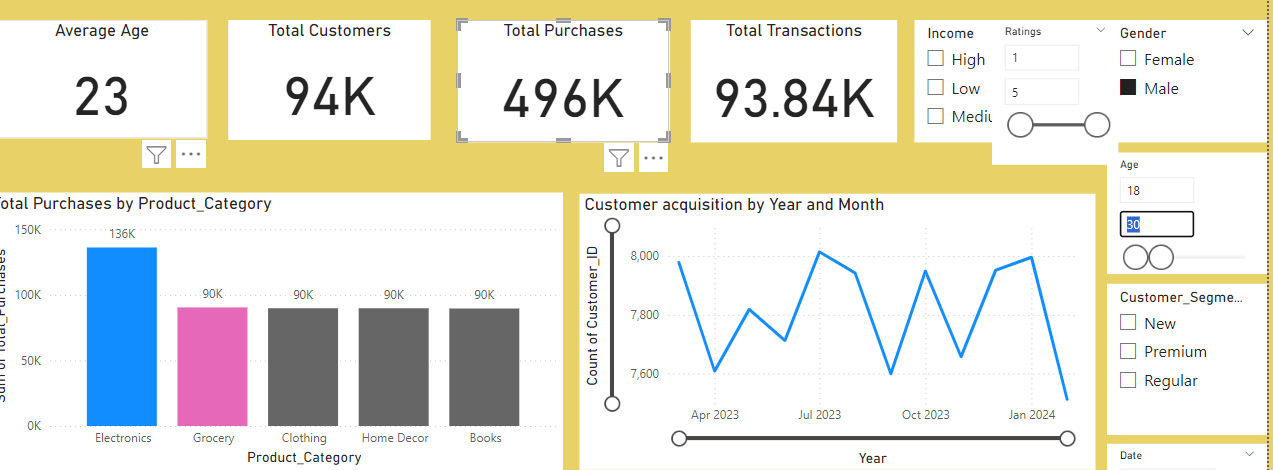 Average Age
23
Total Customers
94K
Total Purchases
496K
Total Transactions
93.84K
Income
High
Low
Mediu
Ratings
1
5
Gender
Female
Male
Age
18
30
otal Purchases by Product_Category
Sum of Total_Purchases
150K
100K
50K
0K
136K
90K
90K
90K
90K
Electronics
Grocery
Clothing
Home Decor
Books
Product_Category
Customer acquisition by Year and Month
Count of Customer_ID
8,000
7,800
7,600
Apr 2023
Jul 2023
Oct 2023
Jan 2024
Year
Customer_Segme...
New
Premium
Regular
Date